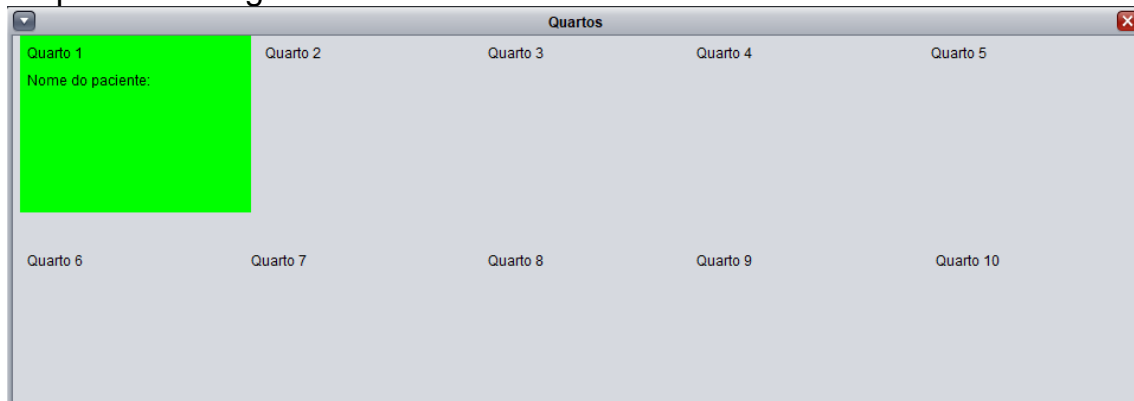 Quartos
Quarto 1 Quarto 2 Quarto 3 Quarto 4 Quarto 5
Nome do paciente:
Quarto 6 Quarto 7 Quarto 8 Quarto 9 Quarto 10